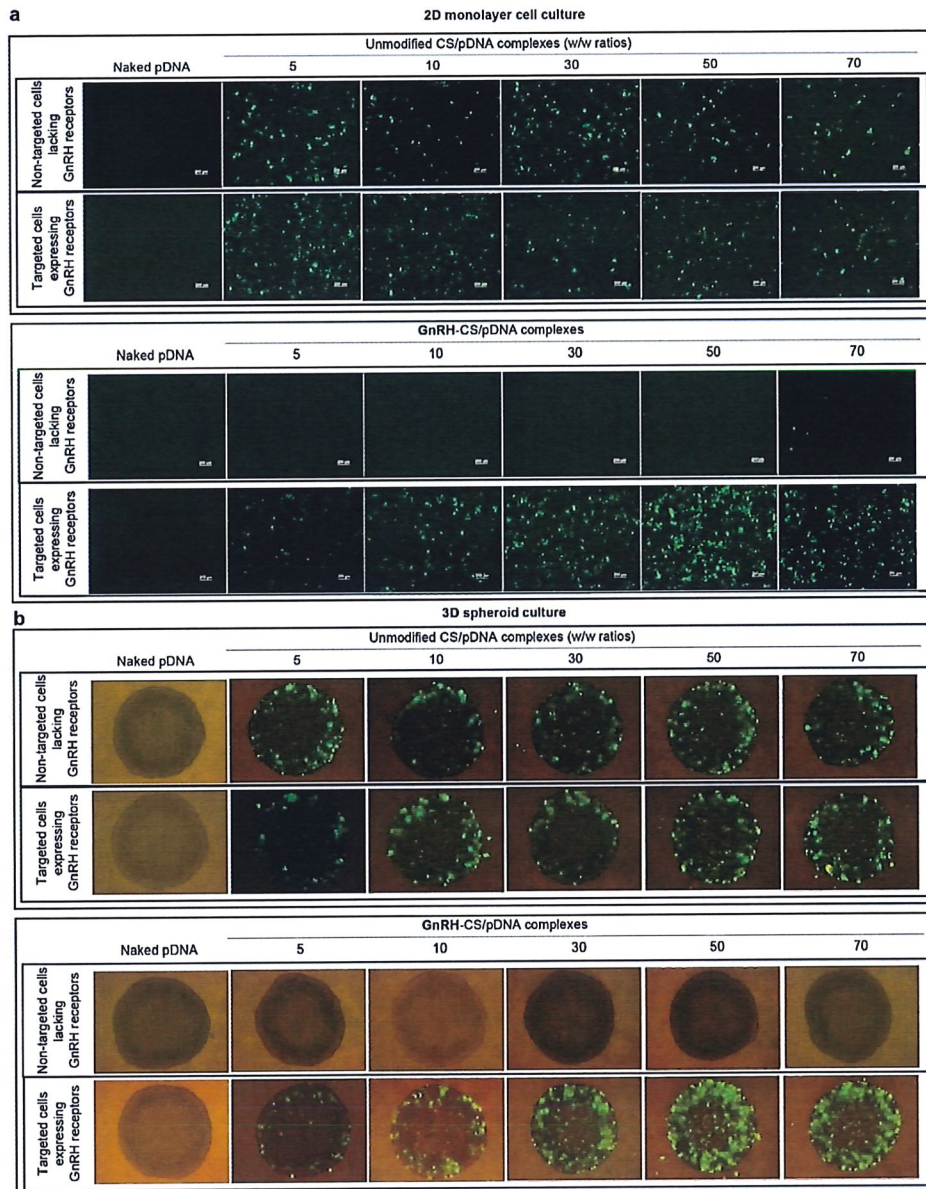 a
2D monolayer cell culture
Unmodified CS/pDNA complexes (w/w ratios)
Naked pDNA
5
10
30
50
70
Non-targeted cells
lacking
GnRH receptors
Targeted cells
expressing
GnRH receptors
GnRH-CS/pDNA complexes
Naked pDNA
5
10
30
50
70
Non-targeted cells
lacking
GnRH receptors
Targeted cells
expressing
GnRH receptors
b
3D spheroid culture
Unmodified CS/pDNA complexes (w/w ratios)
Naked pDNA
5
10
30
50
70
Non-targeted cells
lacking
GnRH receptors
Targeted cells
expressing
GnRH receptors
GnRH-CS/pDNA complexes
Naked pDNA
5
10
30
50
70
Non-targeted cells
lacking
GnRH receptors
Targeted cells
expressing
GnRH receptors